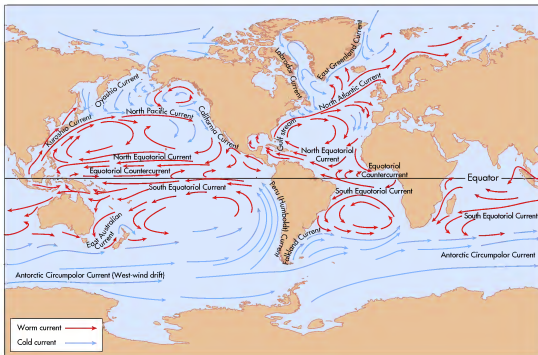 Labrador Current
East Greenland Current
Oyashio Current
North Atlantic Current
Kuroshio Current
North Pacific Current
California Current
Gulf stream
North Equatorial Current
North Equatorial
Current
Equatorial Countercurrent
Equatorial
Countercurrent
Equator
South Equatorial Current
South Equatorial Current
South Equatorial Current
Peru (Humboldt) Current
East Australian
Current
Falkland Current
Antarctic Circumpolar Current
Antarctic Circumpolar Current (West-wind drift)
Worm current
Cold current